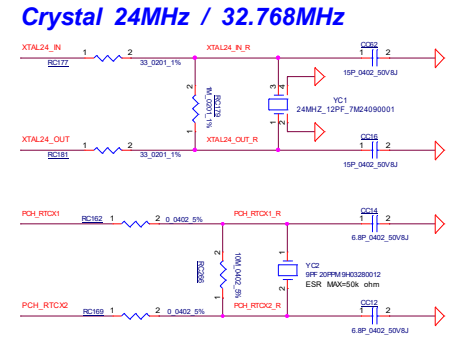 Crystal 24MHz / 32.768MHz
XTAL24_IN
XTAL24_IN_R
CC62
1 2
1 2
RC177
33_0201_1%
15P_0402_50V8J
2
RC179
1M_0201_1%
1
3 4
YC1
24MHZ_12PF_7M24090001
1 2
XTAL24_OUT
XTAL24_OUT_R
CC16
1 2
1 2
RC181
33_0201_1%
15P_0402_50V8J
PCH_RTCX1
RC162 1 2 0_0402_5%
PCH_RTCX1_R
CC14
1 2
6.8P_0402_50V8J
2
RC266
10M_0402_5%
1
1
YC2
9PF 20PPM 9H03280012
ESR MAX=50k ohm
2
PCH_RTCX2
RC169 1 2 0_0402_5%
PCH_RTCX2_R
CC12
1 2
6.8P_0402_50V8J